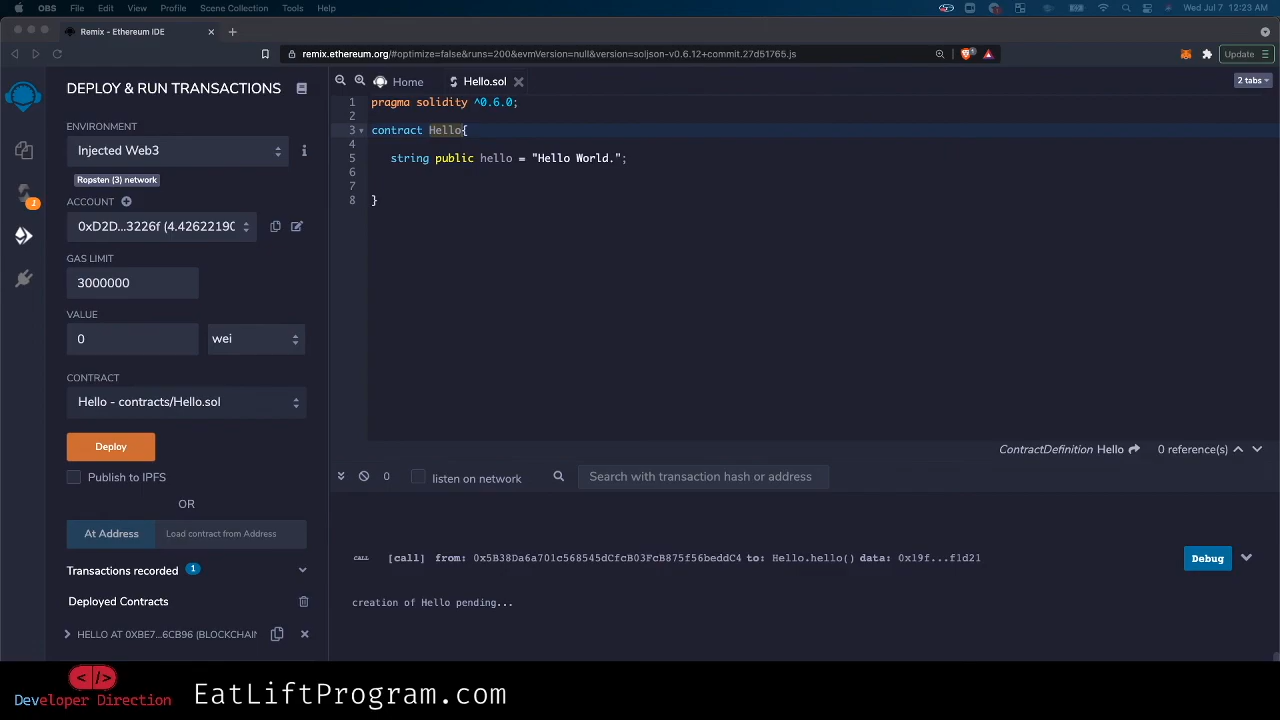 OBS File Edit View Profile Scene Collection Tools Help Wed Jul 7 12:23 AM
Remix - Ethereum IDE
remix.ethereum.org/#optimize=false&runs=200&evmVersion=null&version=soljson-v0.6.12+commit.27d51765.js Update
DEPLOY & RUN TRANSACTIONS
Home Hello.sol 2 tabs
ENVIRONMENT
Injected Web3
Ropsten (3) network
ACCOUNT
0xD2D...3226f (4.42622190
GAS LIMIT
3000000
VALUE
0 wei
CONTRACT
Hello - contracts/Hello.sol
Deploy
Publish to IPFS
OR
At Address Load contract from Address
Transactions recorded 1
Deployed Contracts
HELLO AT 0XBE7...6CB96 (BLOCKCHAIN
1
1 pragma solidity ^0.6.0;
2
3 contract Hello{
4
5 string public hello = "Hello World.";
6
7
8 }
ContractDefinition Hello 0 reference(s)
0 listen on network Search with transaction hash or address
CALL [call] from: 0x5B38Da6a701c568545dCfcB03FcB875f56beddC4 to: Hello.hello() data: 0x19f...f1d21 Debug
creation of Hello pending...
</>
Developer Direction
EatLiftProgram.com